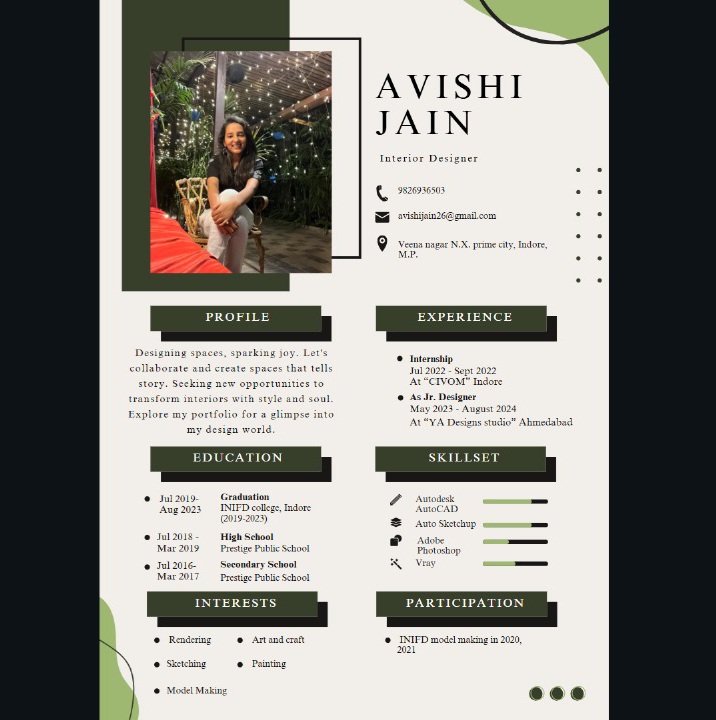 AVISHI
JAIN
Interior Designer
9826936503
avishijain26@gmail.com
Veena nagar N.X. prime city, Indore,
M.P.
PROFILE
Designing spaces, sparking joy. Let's
collaborate and create spaces that tells
story. Seeking new opportunities to
transform interiors with style and soul.
Explore my portfolio for a glimpse into
my design world.
EXPERIENCE
Internship
Jul 2022 - Sept 2022
At “CIVOM” Indore
As Jr. Designer
May 2023 - August 2024
At “YA Designs studio” Ahmedabad
EDUCATION
Jul 2019-
Aug 2023
Graduation
INIFD college, Indore
(2019-2023)
Jul 2018 -
Mar 2019
High School
Prestige Public School
Jul 2016-
Mar 2017
Secondary School
Prestige Public School
SKILLSET
Autodesk
AutoCAD
Auto Sketchup
Adobe
Photoshop
Vray
INTERESTS
Rendering
Art and craft
Sketching
Painting
Model Making
PARTICIPATION
INIFD model making in 2020,
2021